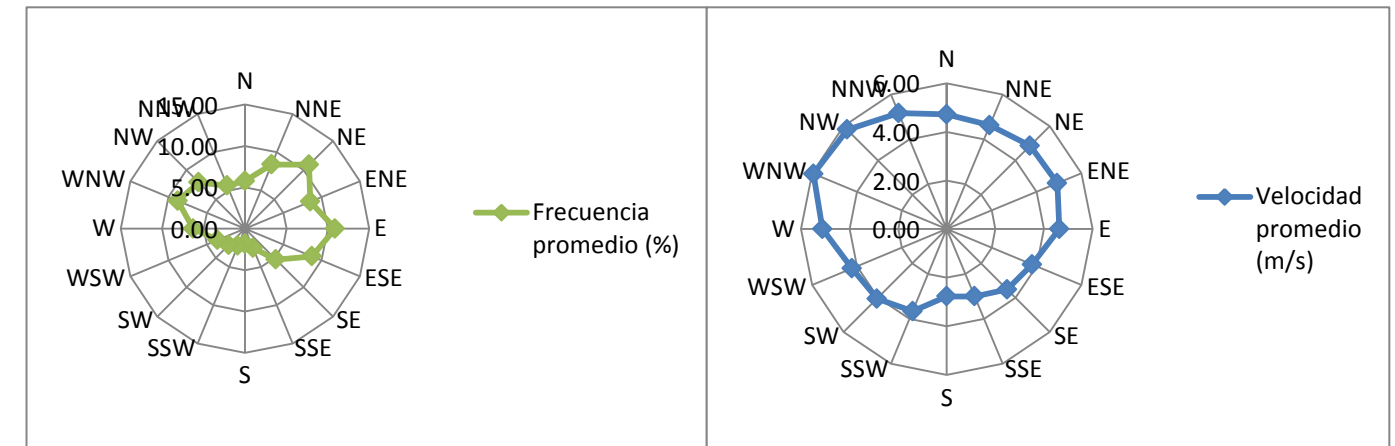 N
NNE
NE
ENE
E
ESE
SE
SSE
S
SSW
SW
WSW
W
WNW
NW
NNW
15.00
10.00
5.00
0.00
Frecuencia
promedio (%)
N
NNE
NE
ENE
E
ESE
SE
SSE
S
SSW
SW
WSW
W
WNW
NW
NNW
6.00
4.00
2.00
0.00
Velocidad
promedio
(m/s)